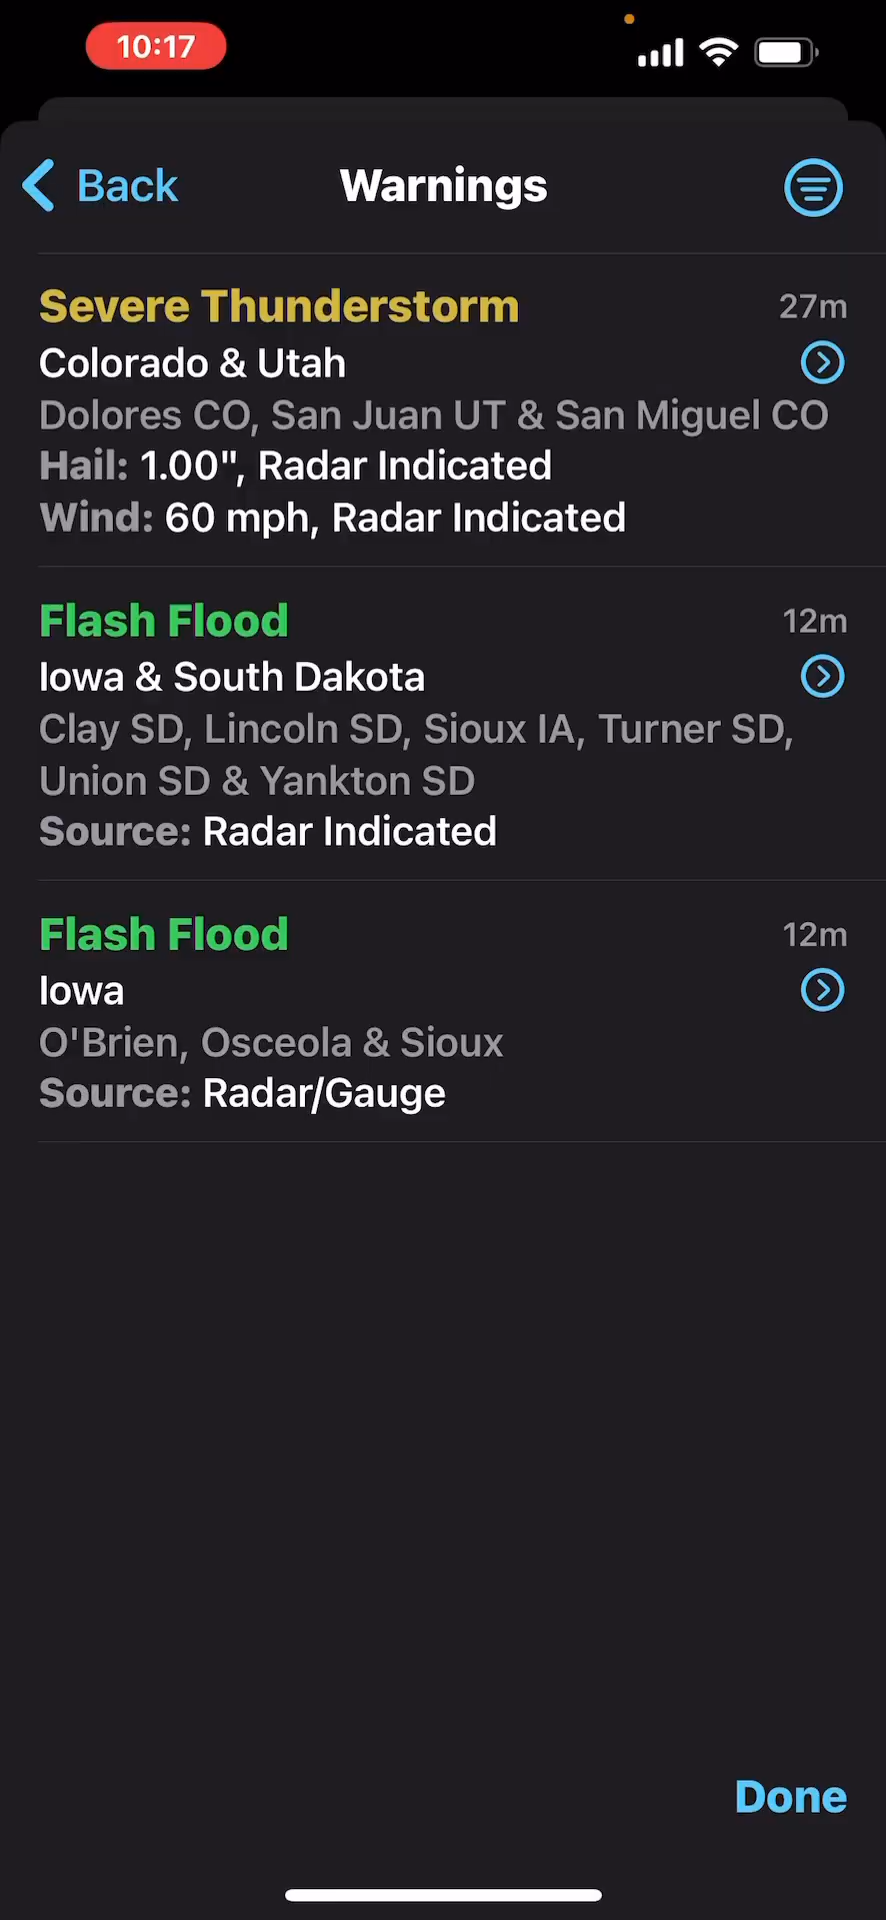 10:17
Back
Warnings
Severe Thunderstorm
27m
Colorado & Utah
Dolores CO, San Juan UT & San Miguel CO
Hail: 1.00", Radar Indicated
Wind: 60 mph, Radar Indicated
Flash Flood
12m
Iowa & South Dakota
Clay SD, Lincoln SD, Sioux IA, Turner SD,
Union SD & Yankton SD
Source: Radar Indicated
Flash Flood
12m
Iowa
O'Brien, Osceola & Sioux
Source: Radar/Gauge
Done